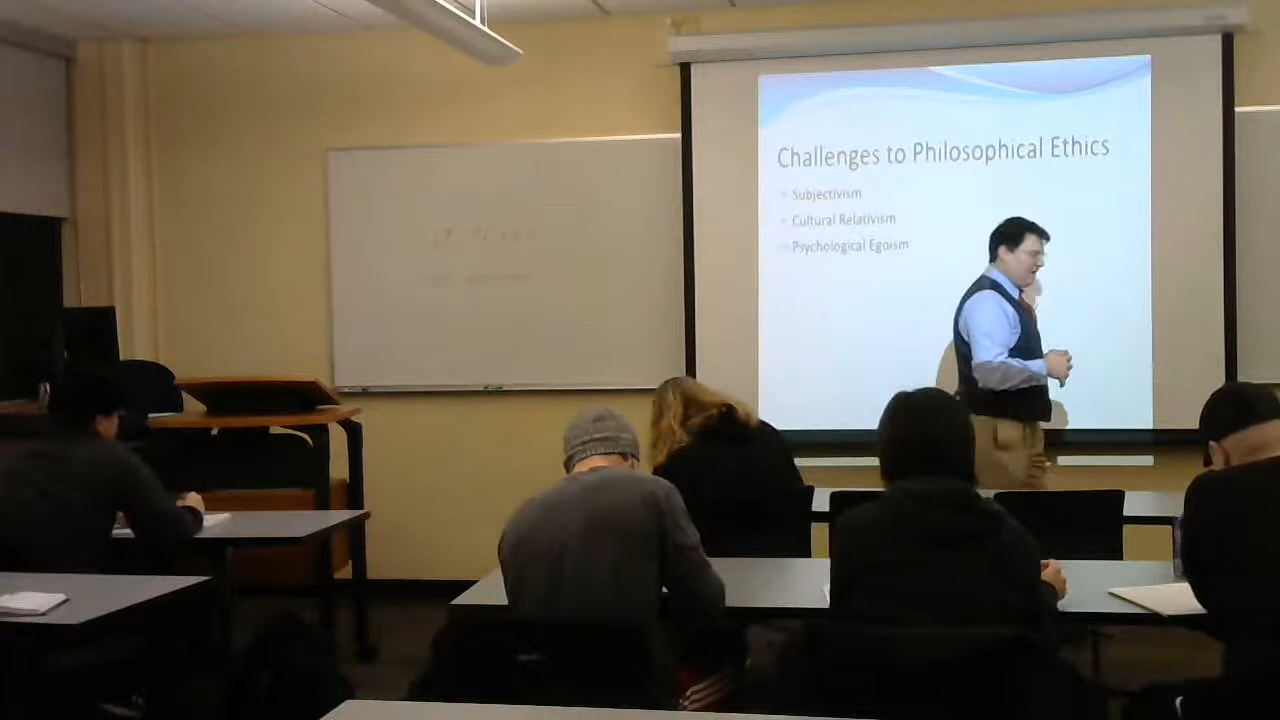 Challenges to Philosophical Ethics
Subjectivism
Cultural Relativism
Psychological Egoism